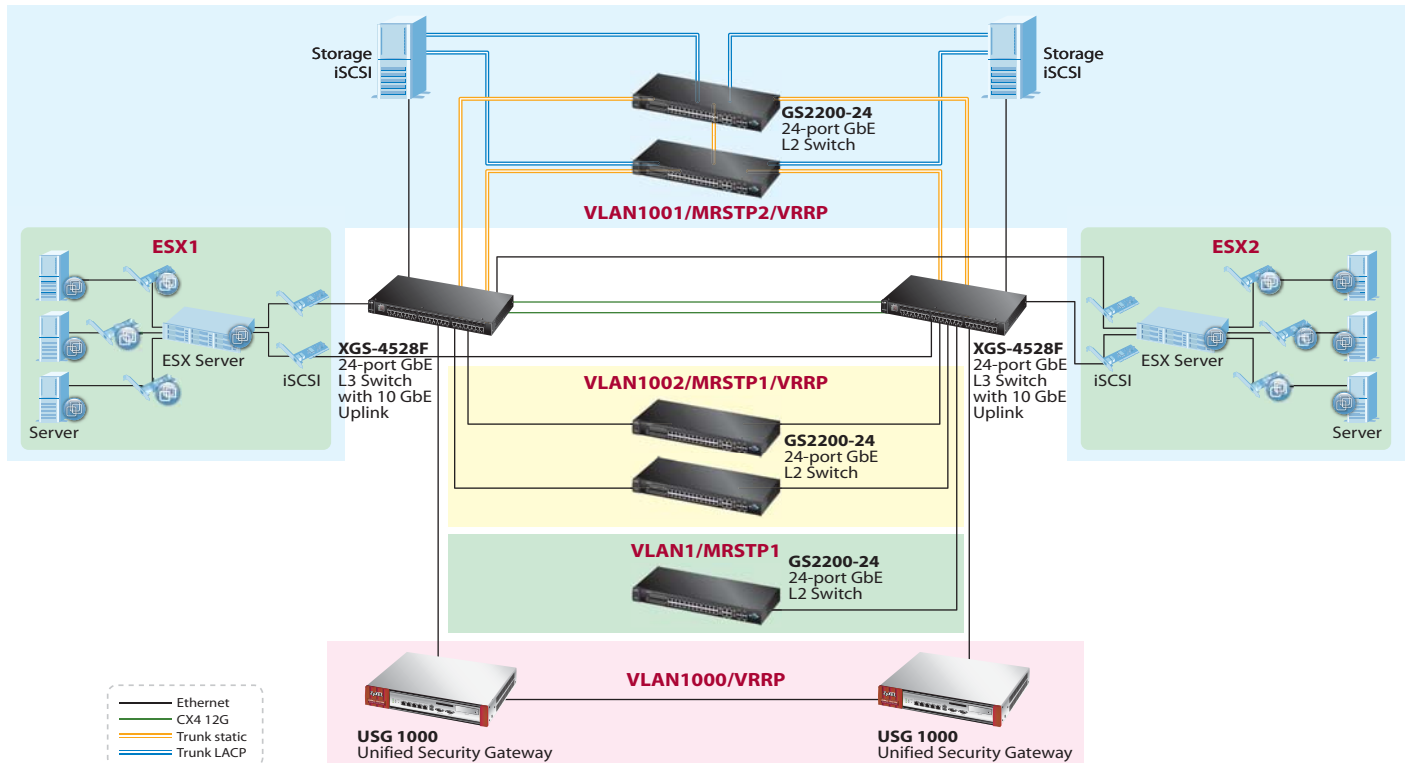 Storage
iSCSI
Storage
iSCSI
GS2200-24
24-port GbE
L2 Switch
VLAN1001/MRSTP2/VRRP
ESX1
ESX2
ESX Server
iSCSI
Server
XGS-4528F
24-port GbE
L3 Switch
with 10 GbE
Uplink
VLAN1002/MRSTP1/VRRP
GS2200-24
24-port GbE
L2 Switch
XGS-4528F
24-port GbE
L3 Switch
with 10 GbE
Uplink
iSCSI
ESX Server
Server
VLAN1/MRSTP1
GS2200-24
24-port GbE
L2 Switch
VLAN1000/VRRP
USG 1000
Unified Security Gateway
USG 1000
Unified Security Gateway
Ethernet
CX4 12G
Trunk static
Trunk LACP